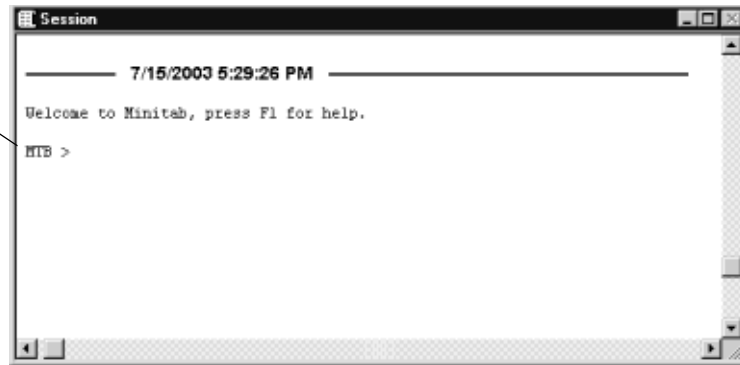 Session
7/15/2003 5:29:26 PM
Welcome to Minitab, press F1 for help.
MTB >